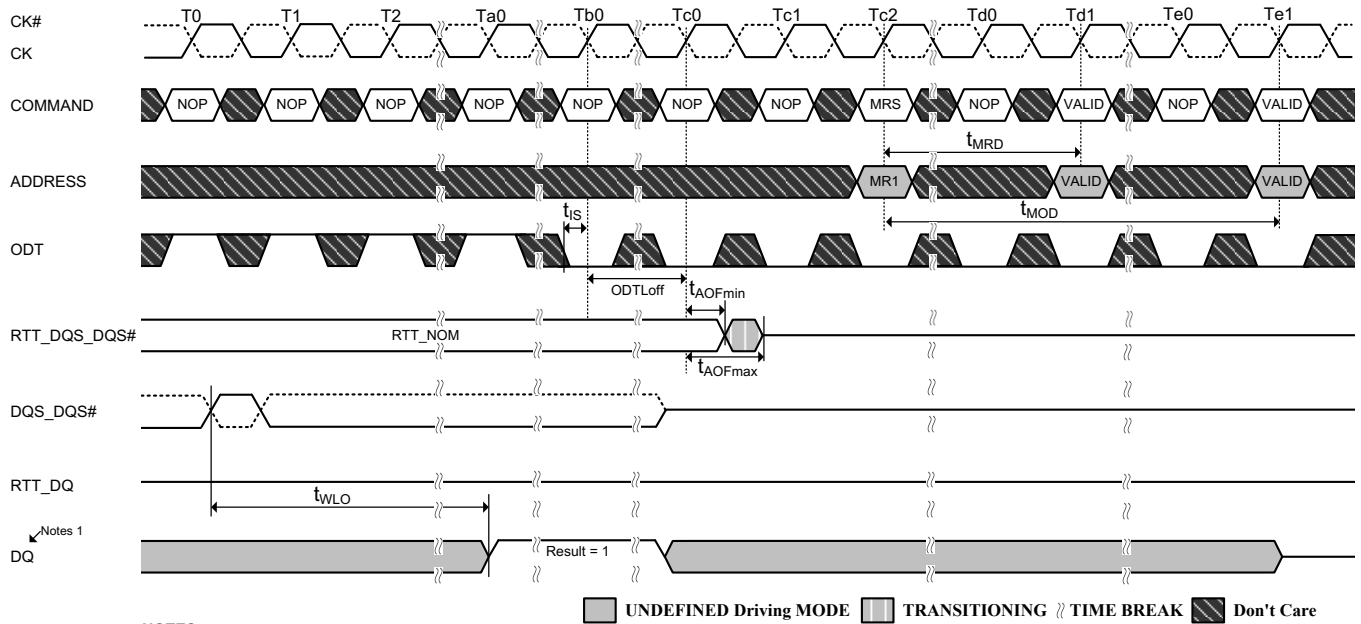 T0 T1 T2 Ta0 Tb0 Tc0 Tc1 Tc2 Td0 Td1 Te0 Te1
CK#
CK
COMMAND NOP NOP NOP NOP NOP NOP NOP MRS NOP VALID NOP VALID
tMRD
ADDRESS MR1 VALID VALID
tIS
tMOD
ODT
ODTLoff
tAOFmin
RTT_DQS_DQS# RTT_NOM
tAOFmax
DQS_DQS#
RTT_DQ
tWLO
Notes 1
DQ Result = 1
UNDEFINED Driving MODE TRANSITIONING TIME BREAK Don't Care